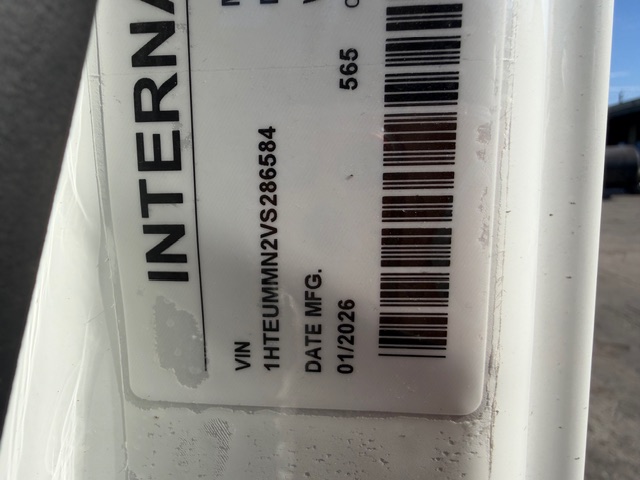 INTERNA
VIN
1HTEUMMN2VS286584
DATE MFG.
01/2026
565